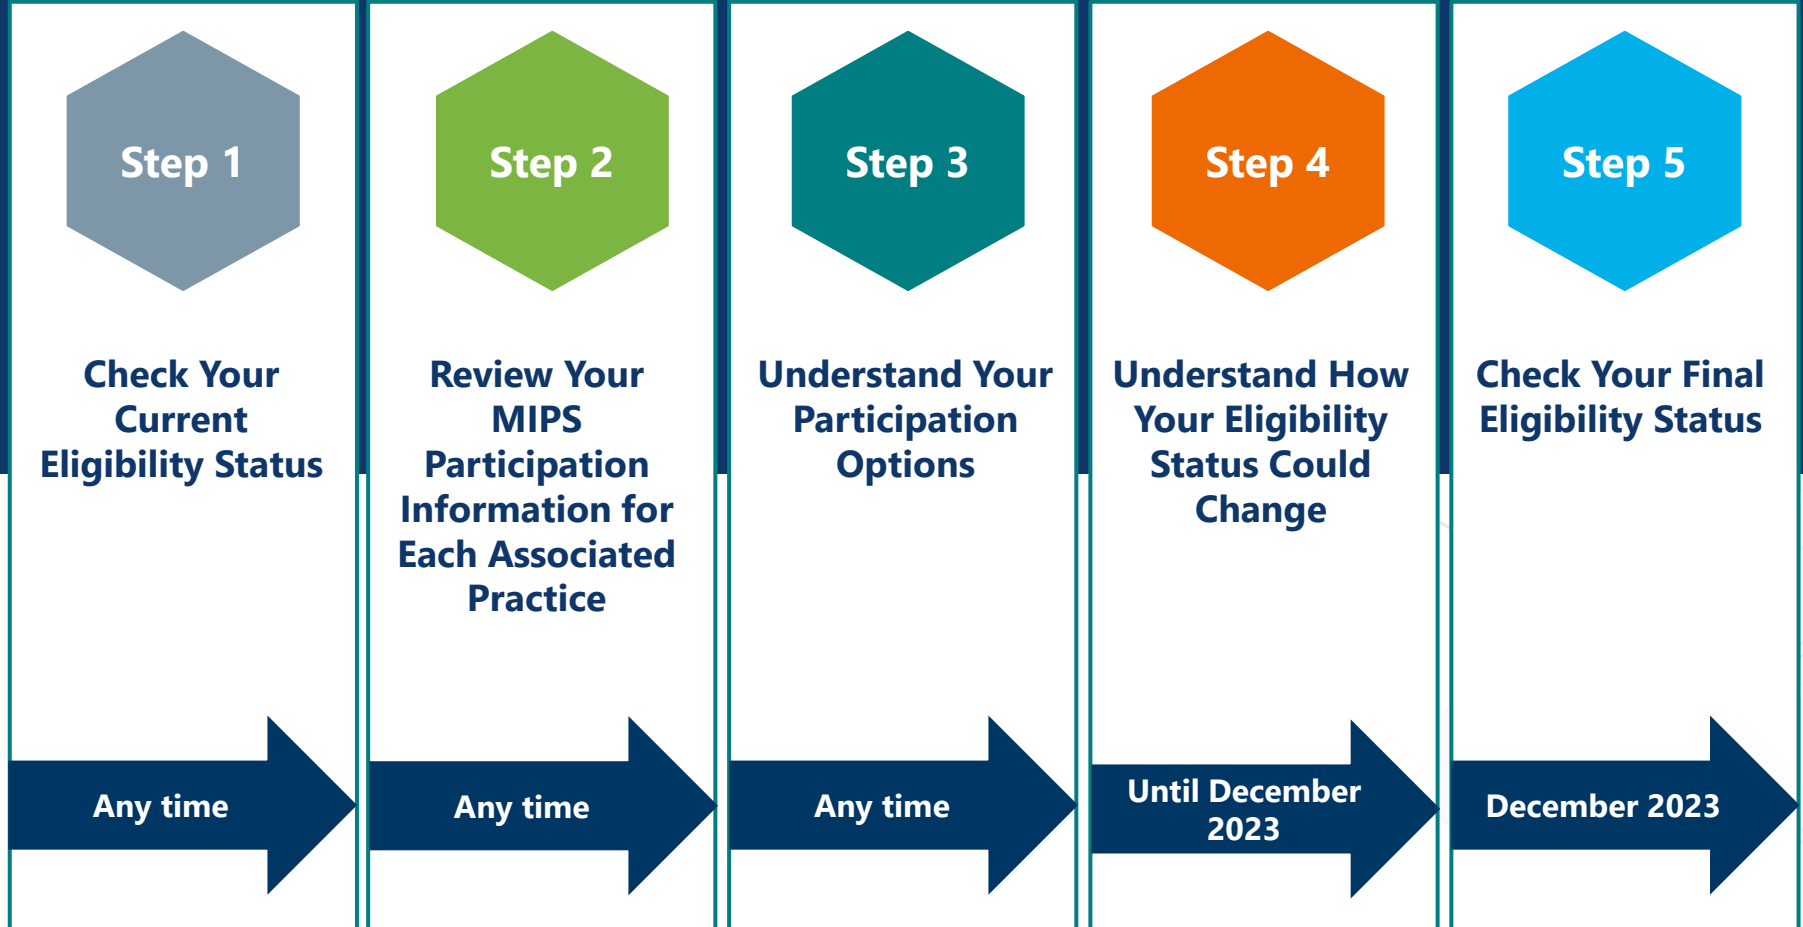 Step 1
Check Your
Current
Eligibility Status
Any time
Step 2
Review Your
MIPS
Participation
Information for
Each Associated
Practice
Any time
Step 3
Understand Your
Participation
Options
Any time
Step 4
Understand How
Your Eligibility
Status Could
Change
Until December
2023
Step 5
Check Your Final
Eligibility Status
December 2023